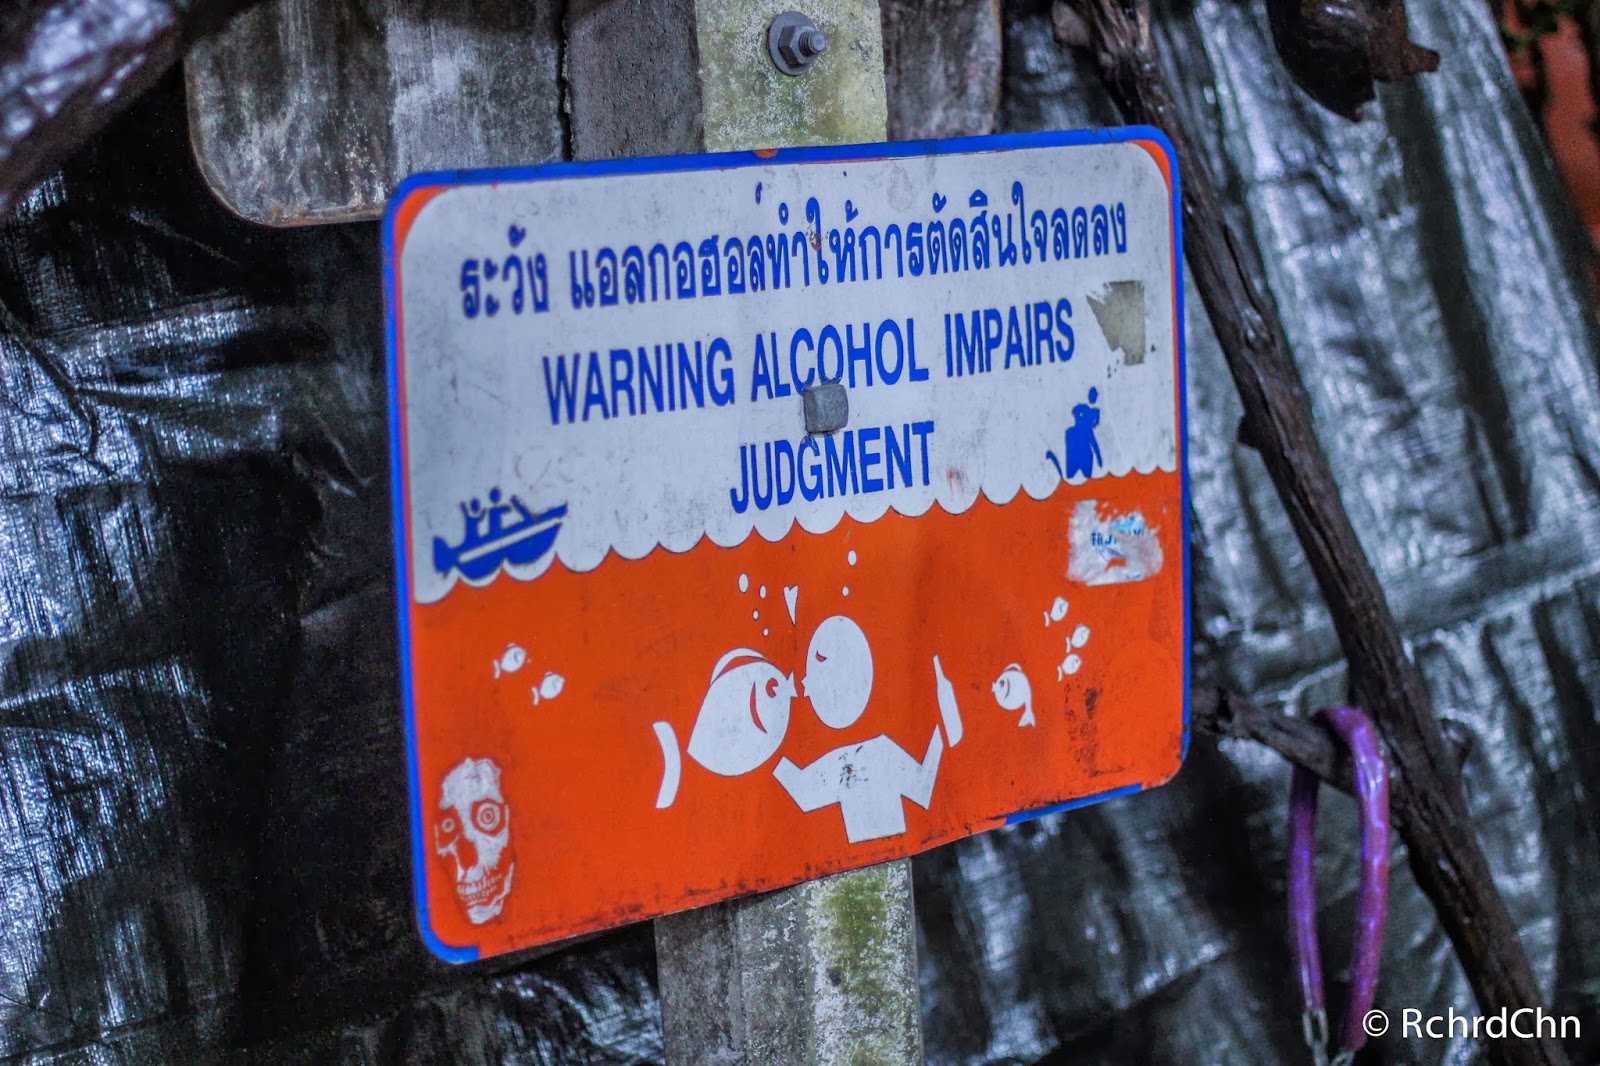 ระวัง แอลกอฮอล์ทำให้การตัดสินใจลดลง
WARNING ALCOHOL IMPAIRS
JUDGMENT
© RchrdChn